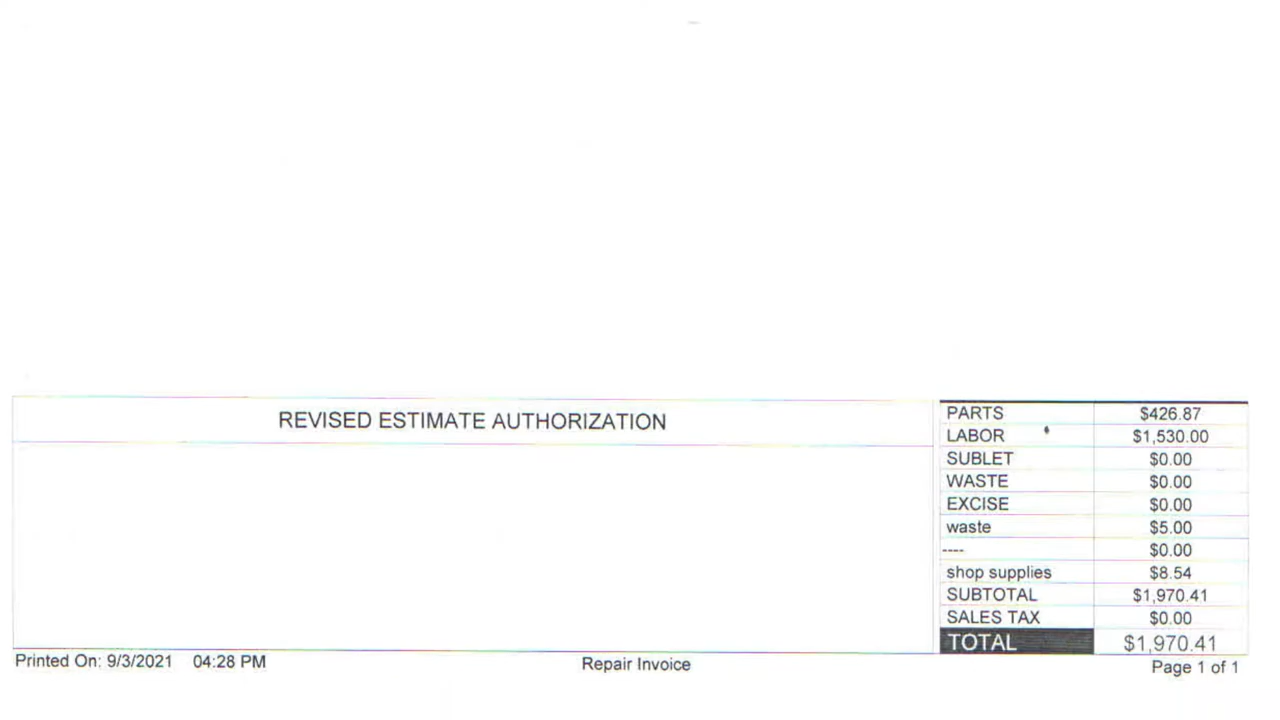 REVISED ESTIMATE AUTHORIZATION
PARTS $426.87
LABOR $1,530.00
SUBLET $0.00
WASTE $0.00
EXCISE $0.00
waste $5.00
---- $0.00
shop supplies $8.54
SUBTOTAL $1,970.41
SALES TAX $0.00
TOTAL $1,970.41
Printed On: 9/3/2021 04:28 PM Repair Invoice Page 1 of 1